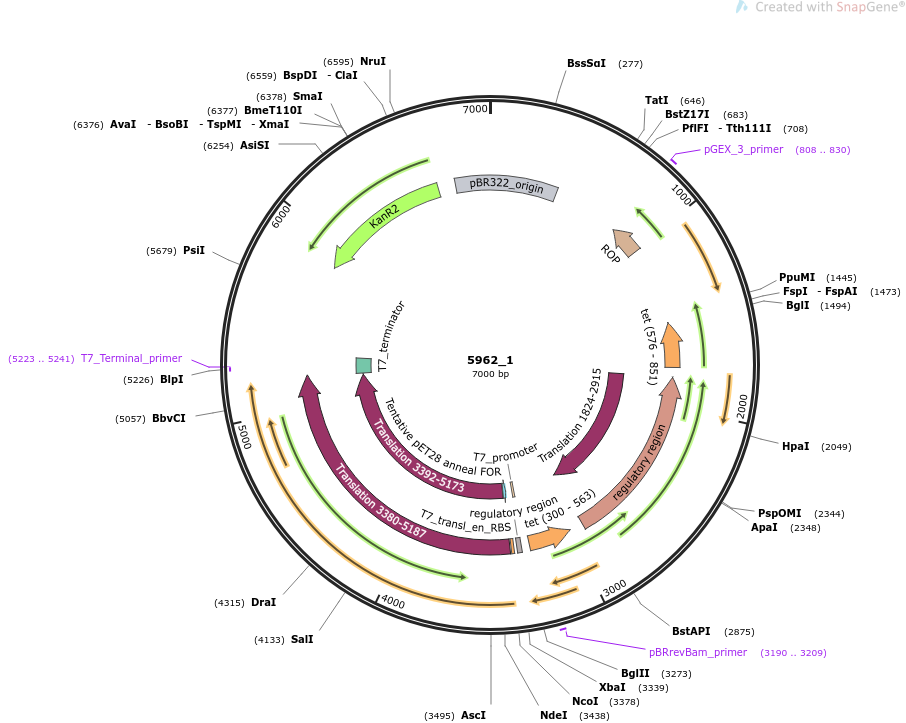 Created with SnapGene®
(6595) NruI
(6559) BspDI - ClaI
(6378) SmaI
(6377) BmeT110I
(6376) AvaI - BsoBI - TspMI - XmaI
(6254) AsiSI
(5679) PsiI
(5223 .. 5241) T7_Terminal_primer
(5226) BlpI
(5057) BbvCI
(4315) DraI
(4133) SalI
(3495) AscI
BssSαI (277)
TatI (646)
BstZ17I (683)
PflFI - Tth111I (708)
pGEX_3_primer (808 .. 830)
PpuMI (1445)
FspI - FspAI (1473)
BglI (1494)
HpaI (2049)
PspOMI (2344)
ApaI (2348)
BstAPI (2875)
pBRrevBam_primer (3190 .. 3209)
BglII (3273)
XbaI (3339)
NcoI (3378)
NdeI (3438)
7000
1000
2000
3000
4000
5000
6000
pBR322_origin
KanR2
ROP
tet (576 - 851)
T7_terminator
5962_1
7000 bp
Translation 1824-2915
regulatory region
Tentative pET28 anneal FOR
T7_promoter
Translation 3392-5173
regulatory region
tet (300 - 563)
T7_transl_en_RBS
Translation 3380-5187